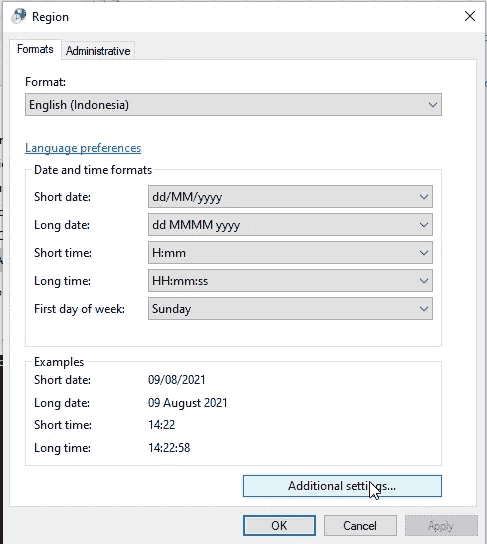 Region
Formats
Administrative
Format:
English (Indonesia)
Language preferences
Date and time formats
Short date: dd/MM/yyyy
Long date: dd MMMM yyyy
Short time: H:mm
Long time: HH:mm:ss
First day of week: Sunday
Examples
Short date: 09/08/2021
Long date: 09 August 2021
Short time: 14:22
Long time: 14:22:58
Additional settings...
OK Cancel Apply